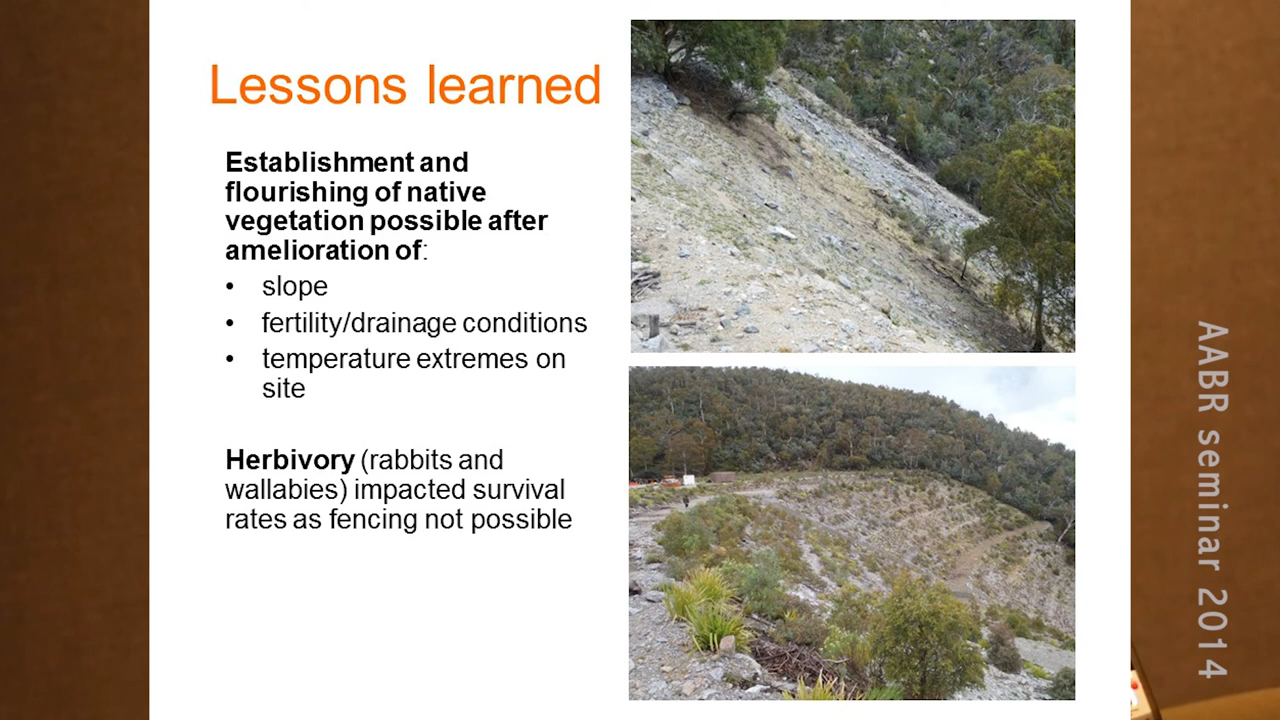 Lessons learned
Establishment and
flourishing of native
vegetation possible after
amelioration of:
• slope
• fertility/drainage conditions
• temperature extremes on
site
Herbivory (rabbits and
wallabies) impacted survival
rates as fencing not possible
AABR seminar 2014